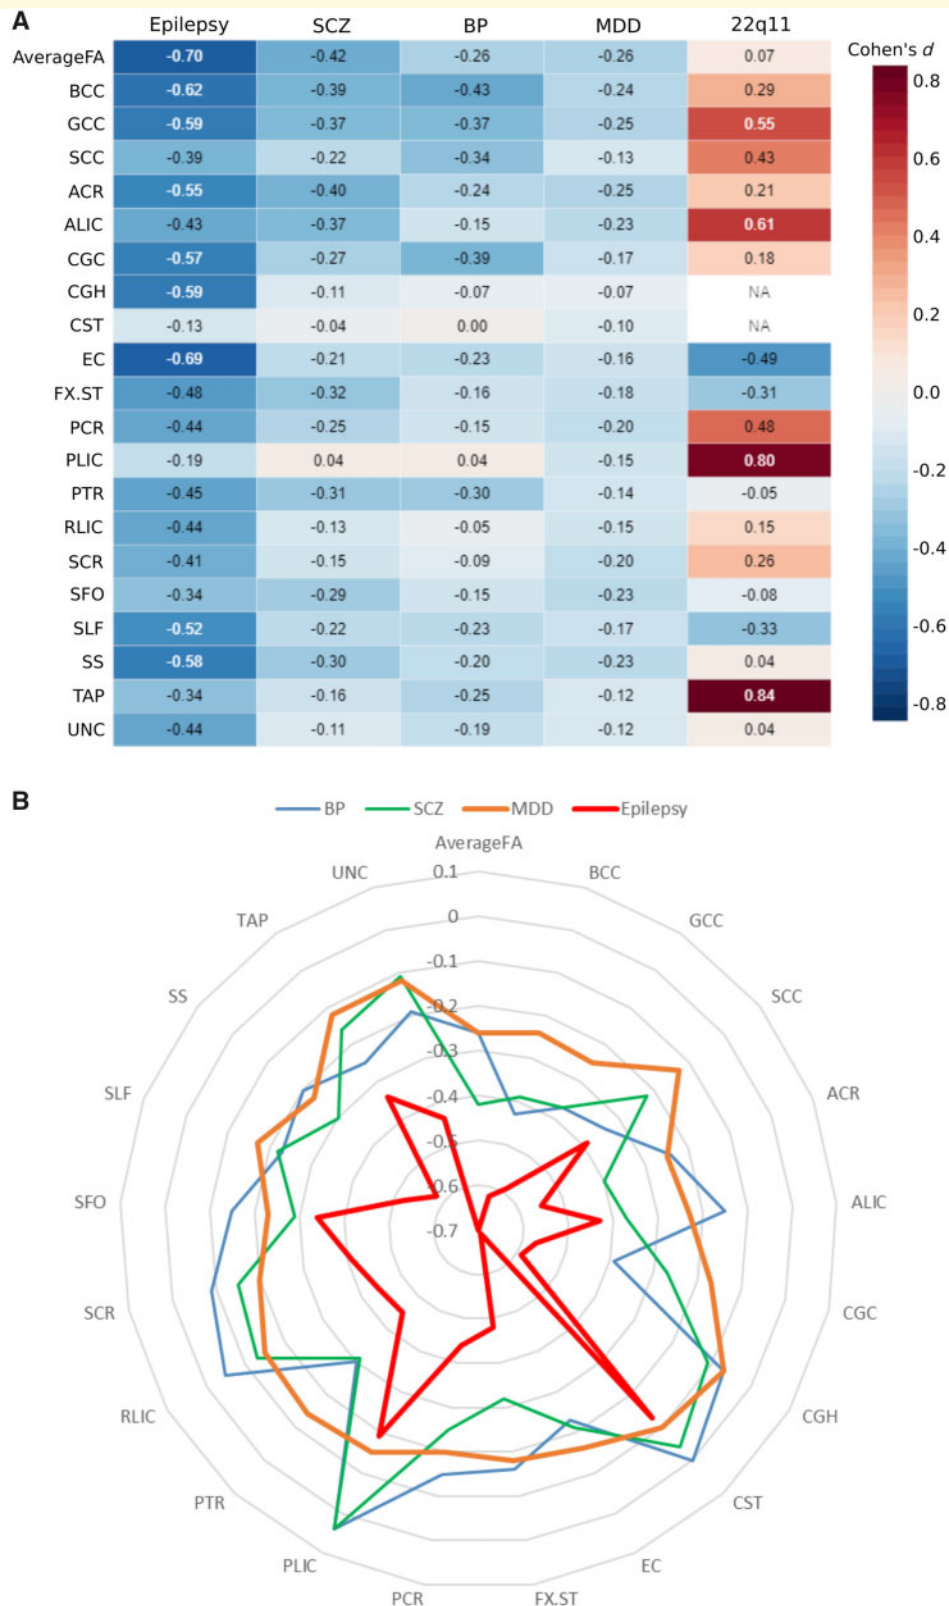 A
Epilepsy SCZ BP MDD 22q11
Cohen's d
AverageFA -0.70 -0.42 -0.26 -0.26 0.07
BCC -0.62 -0.39 -0.43 -0.24 0.29
GCC -0.59 -0.37 -0.37 -0.25 0.55
SCC -0.39 -0.22 -0.34 -0.13 0.43
ACR -0.55 -0.40 -0.24 -0.25 0.21
ALIC -0.43 -0.37 -0.15 -0.23 0.61
CGC -0.57 -0.27 -0.39 -0.17 0.18
CGH -0.59 -0.11 -0.07 -0.07 NA
CST -0.13 -0.04 0.00 -0.10 NA
EC -0.69 -0.21 -0.23 -0.16 -0.49
FX.ST -0.48 -0.32 -0.16 -0.18 -0.31
PCR -0.44 -0.25 -0.15 -0.20 0.48
PLIC -0.19 0.04 0.04 -0.15 0.80
PTR -0.45 -0.31 -0.30 -0.14 -0.05
RLIC -0.44 -0.13 -0.05 -0.15 0.15
SCR -0.41 -0.15 -0.09 -0.20 0.26
SFO -0.34 -0.29 -0.15 -0.23 -0.08
SLF -0.52 -0.22 -0.23 -0.17 -0.33
SS -0.58 -0.30 -0.20 -0.23 0.04
TAP -0.34 -0.16 -0.25 -0.12 0.84
UNC -0.44 -0.11 -0.19 -0.12 0.04
0.8
0.6
0.4
0.2
0.0
-0.2
-0.4
-0.6
-0.8
B
BP SCZ MDD Epilepsy
AverageFA
BCC
GCC
SCC
ACR
ALIC
CGC
CGH
CST
EC
FX.ST
PCR
PLIC
PTR
RLIC
SCR
SFO
SLF
SS
TAP
UNC
0.1
0
-0.1
-0.2
-0.3
-0.4
-0.5
-0.6
-0.7